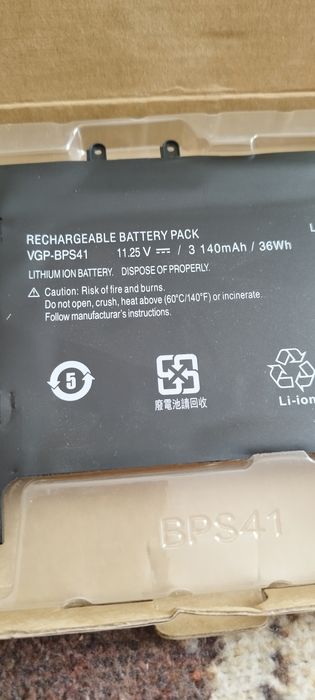 RECHARGEABLE BATTERY PACK
VGP-BPS41 11.25 V ⎓ / 3 140mAh / 36Wh
LITHIUM ION BATTERY. DISPOSE OF PROPERLY.
⚠ Caution: Risk of fire and burns.
Do not open, crush, heat above (60°C/140°F) or incinerate.
Follow manufacturar's instructions.
5
廢電池請回收
Li-ion
BPS41